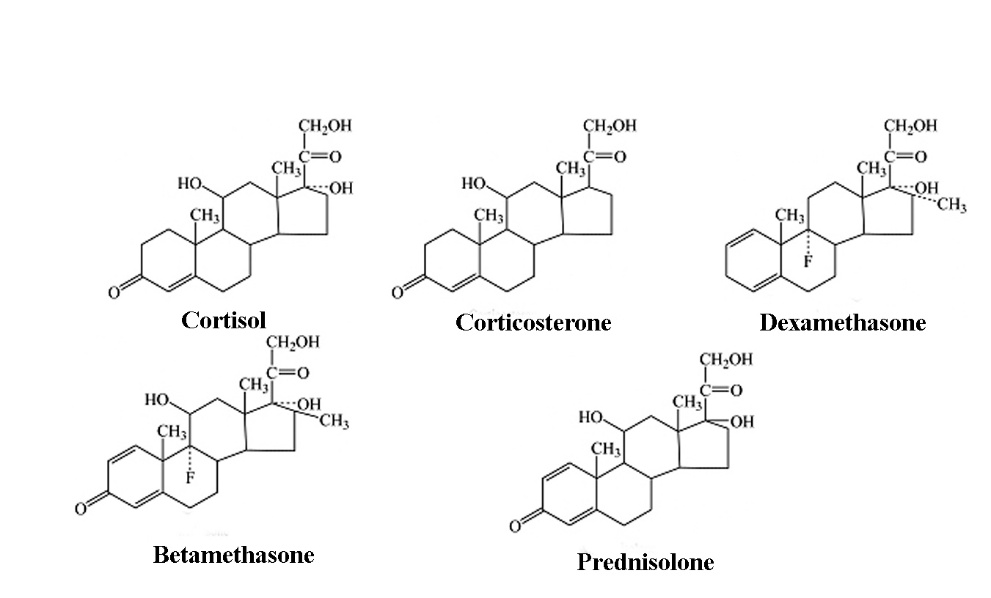 CH₂OH
C=O
CH₃
HO OH
CH₃
O
Cortisol
CH₂OH
C=O
CH₃
HO
CH₃
O
Corticosterone
CH₂OH
C=O
CH₃
OH
CH₃
CH₃
F
Dexamethasone
CH₂OH
C=O
CH₃
HO OH
CH₃
CH₃
F
O
Betamethasone
CH₂OH
C=O
CH₃
HO OH
CH₃
O
Prednisolone